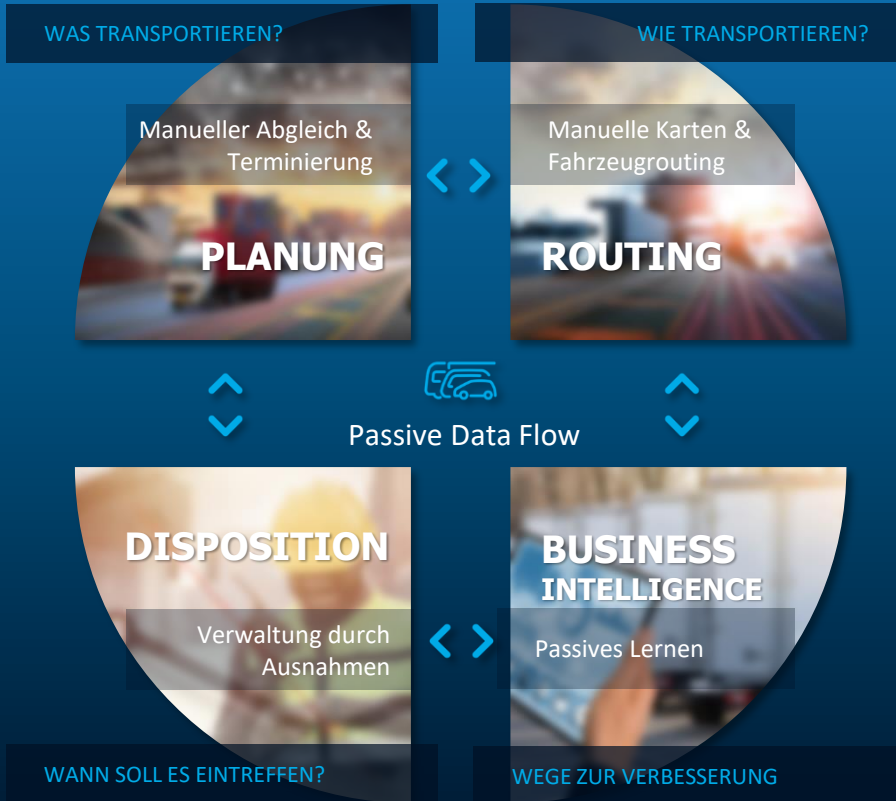 WAS TRANSPORTIEREN?
WIE TRANSPORTIEREN?
Manueller Abgleich &
Terminierung
PLANUNG
Manuelle Karten &
Fahrzeugrouting
ROUTING
Passive Data Flow
DISPOSITION
Verwaltung durch
Ausnahmen
BUSINESS
INTELLIGENCE
Passives Lernen
WANN SOLL ES EINTREFFEN?
WEGE ZUR VERBESSERUNG